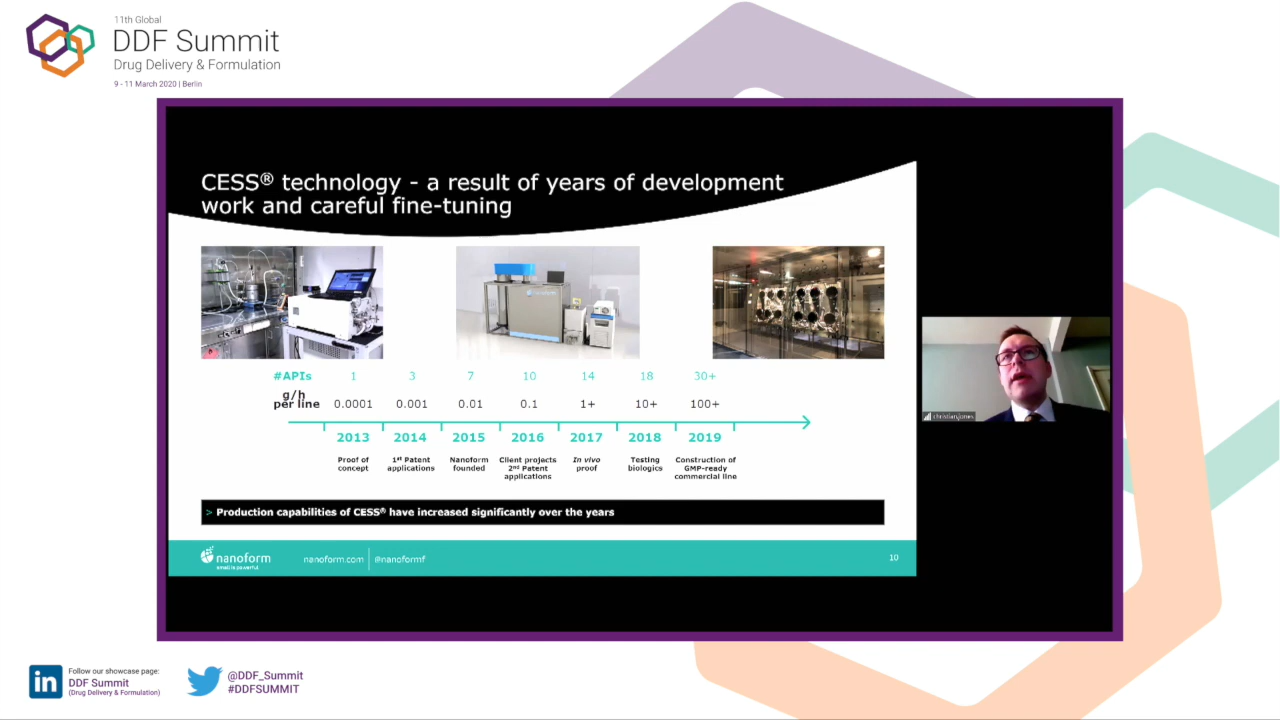 11th Global
DDF Summit
Drug Delivery & Formulation
9 - 11 March 2020 | Berlin
CESS® technology - a result of years of development
work and careful fine-tuning
#APIs 1 3 7 10 14 18 30+
g/h
per line 0.0001 0.001 0.01 0.1 1+ 10+ 100+
2013 2014 2015 2016 2017 2018 2019
Proof of concept
1st Patent applications
Nanoform founded
Client projects 2nd Patent applications
In vivo proof
Testing biologics
Construction of GMP-ready commercial line
> Production capabilities of CESS® have increased significantly over the years
nanoform
small is powerful
nanoform.com | @nanoformf
10
christian.jones
in
Follow our showcase page:
DDF Summit
(Drug Delivery & Formulation)
@DDF_Summit
#DDFSUMMIT